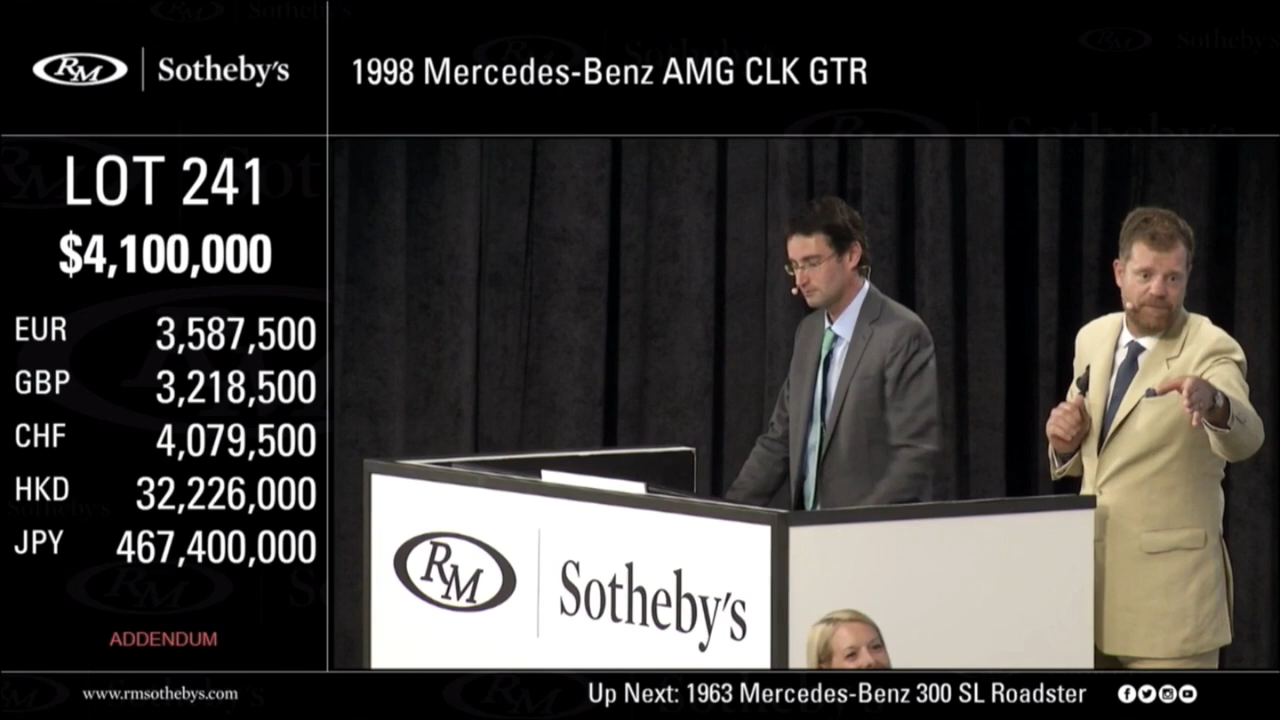 RM | Sotheby's
1998 Mercedes-Benz AMG CLK GTR
LOT 241
$4,100,000
EUR 3,587,500
GBP 3,218,500
CHF 4,079,500
HKD 32,226,000
JPY 467,400,000
ADDENDUM
RM | Sotheby's
www.rmsothebys.com
Up Next: 1963 Mercedes-Benz 300 SL Roadster